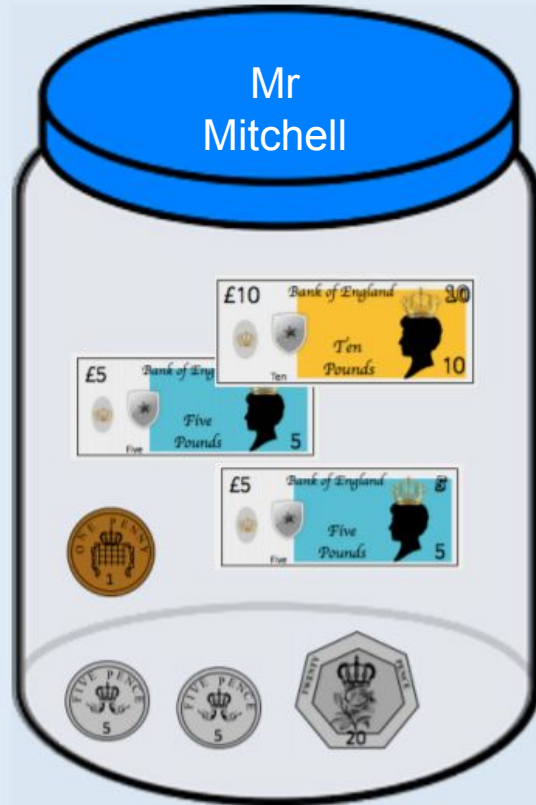 Mr
Mitchell
£10 Bank of England
Ten
Pounds
10
Ten
£5 Bank of Eng
Five
Pounds
5
Five
£5 Bank of England
Five
Pounds
5
Five
ONE PENNY
1
FIVE PENCE
5
FIVE PENCE
5
TWENTY PENCE
20